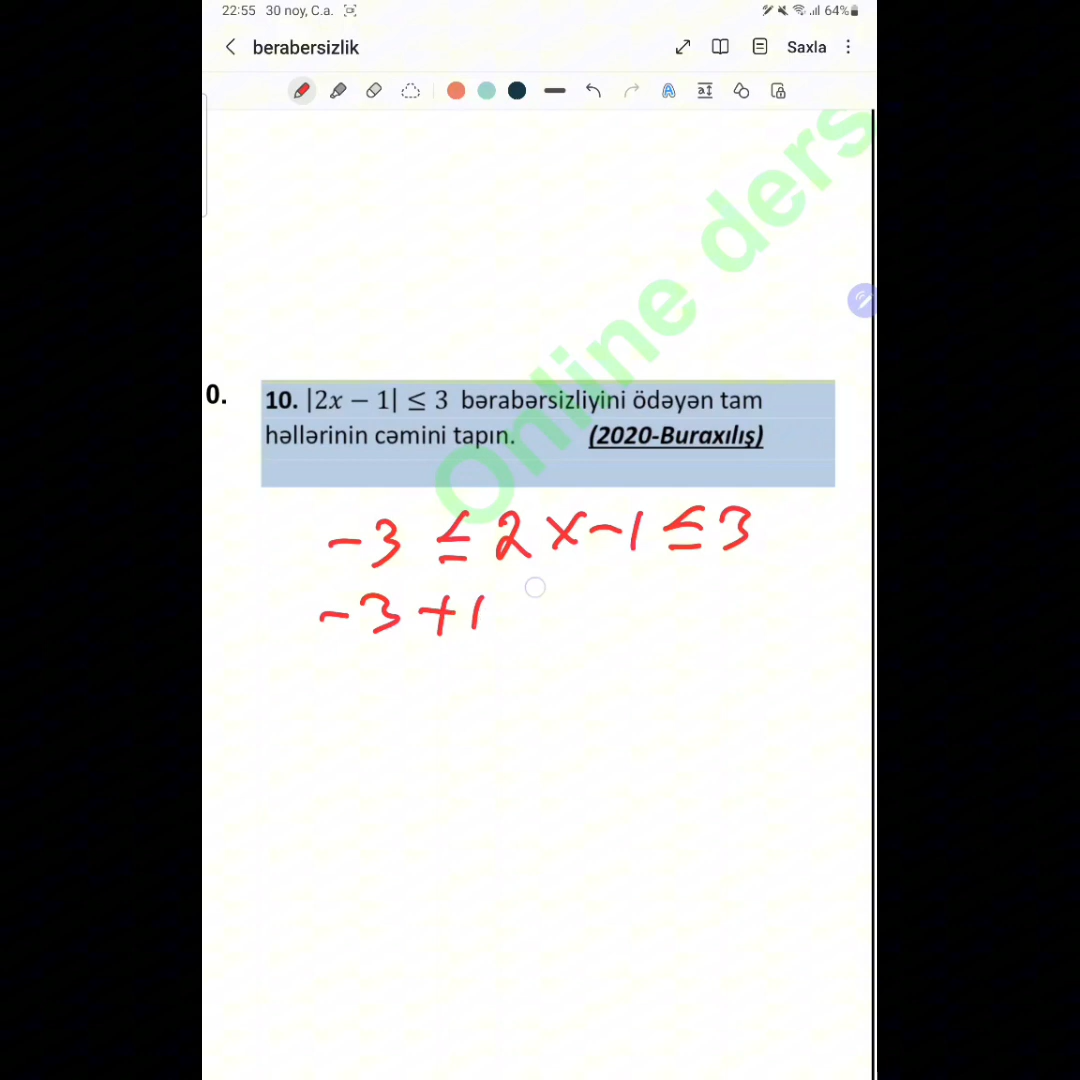 22:55 30 noy, C.a. 64%
berabersizlik Saxla
Online ders
0.
10. |2x − 1| ≤ 3 bərabərsizliyini ödəyən tam
həllərinin cəmini tapın. (2020-Buraxılış)
-3 ≤ 2x-1 ≤ 3
-3+1